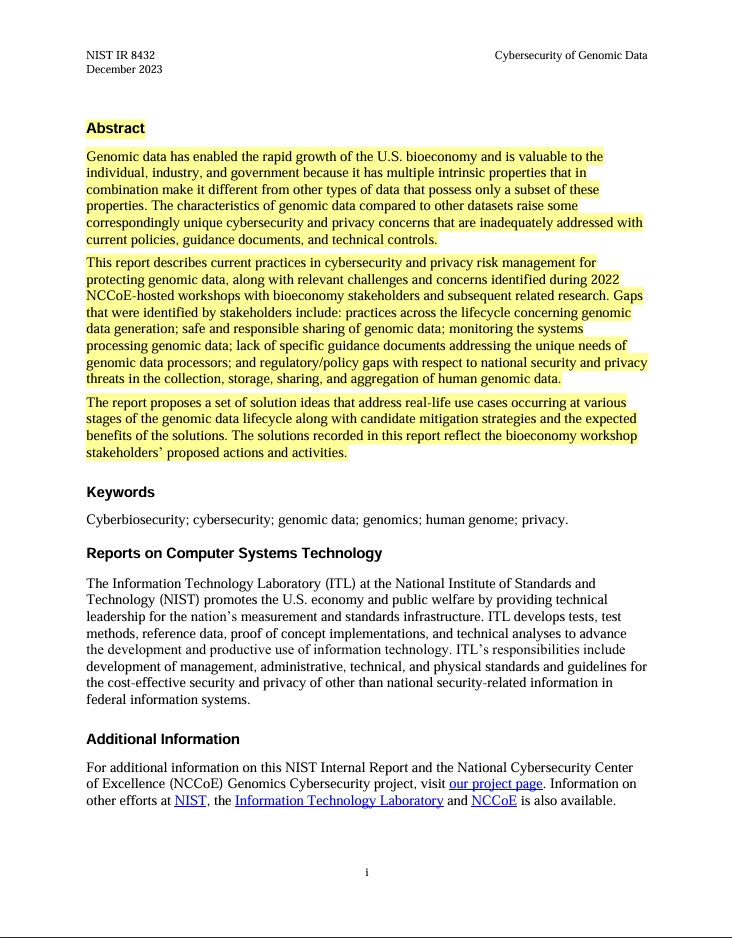 NIST IR 8432
Cybersecurity of Genomic Data
December 2023
Abstract
Genomic data has enabled the rapid growth of the U.S. bioeconomy and is valuable to the
individual, industry, and government because it has multiple intrinsic properties that in
combination make it different from other types of data that possess only a subset of these
properties. The characteristics of genomic data compared to other datasets raise some
correspondingly unique cybersecurity and privacy concerns that are inadequately addressed with
current policies, guidance documents, and technical controls.
This report describes current practices in cybersecurity and privacy risk management for
protecting genomic data, along with relevant challenges and concerns identified during 2022
NCCoE-hosted workshops with bioeconomy stakeholders and subsequent related research. Gaps
that were identified by stakeholders include: practices across the lifecycle concerning genomic
data generation; safe and responsible sharing of genomic data; monitoring the systems
processing genomic data; lack of specific guidance documents addressing the unique needs of
genomic data processors; and regulatory/policy gaps with respect to national security and privacy
threats in the collection, storage, sharing, and aggregation of human genomic data.
The report proposes a set of solution ideas that address real-life use cases occurring at various
stages of the genomic data lifecycle along with candidate mitigation strategies and the expected
benefits of the solutions. The solutions recorded in this report reflect the bioeconomy workshop
stakeholders’ proposed actions and activities.
Keywords
Cyberbiosecurity; cybersecurity; genomic data; genomics; human genome; privacy.
Reports on Computer Systems Technology
The Information Technology Laboratory (ITL) at the National Institute of Standards and
Technology (NIST) promotes the U.S. economy and public welfare by providing technical
leadership for the nation’s measurement and standards infrastructure. ITL develops tests, test
methods, reference data, proof of concept implementations, and technical analyses to advance
the development and productive use of information technology. ITL’s responsibilities include
development of management, administrative, technical, and physical standards and guidelines for
the cost-effective security and privacy of other than national security-related information in
federal information systems.
Additional Information
For additional information on this NIST Internal Report and the National Cybersecurity Center
of Excellence (NCCoE) Genomics Cybersecurity project, visit our project page. Information on
other efforts at NIST, the Information Technology Laboratory and NCCoE is also available.
i